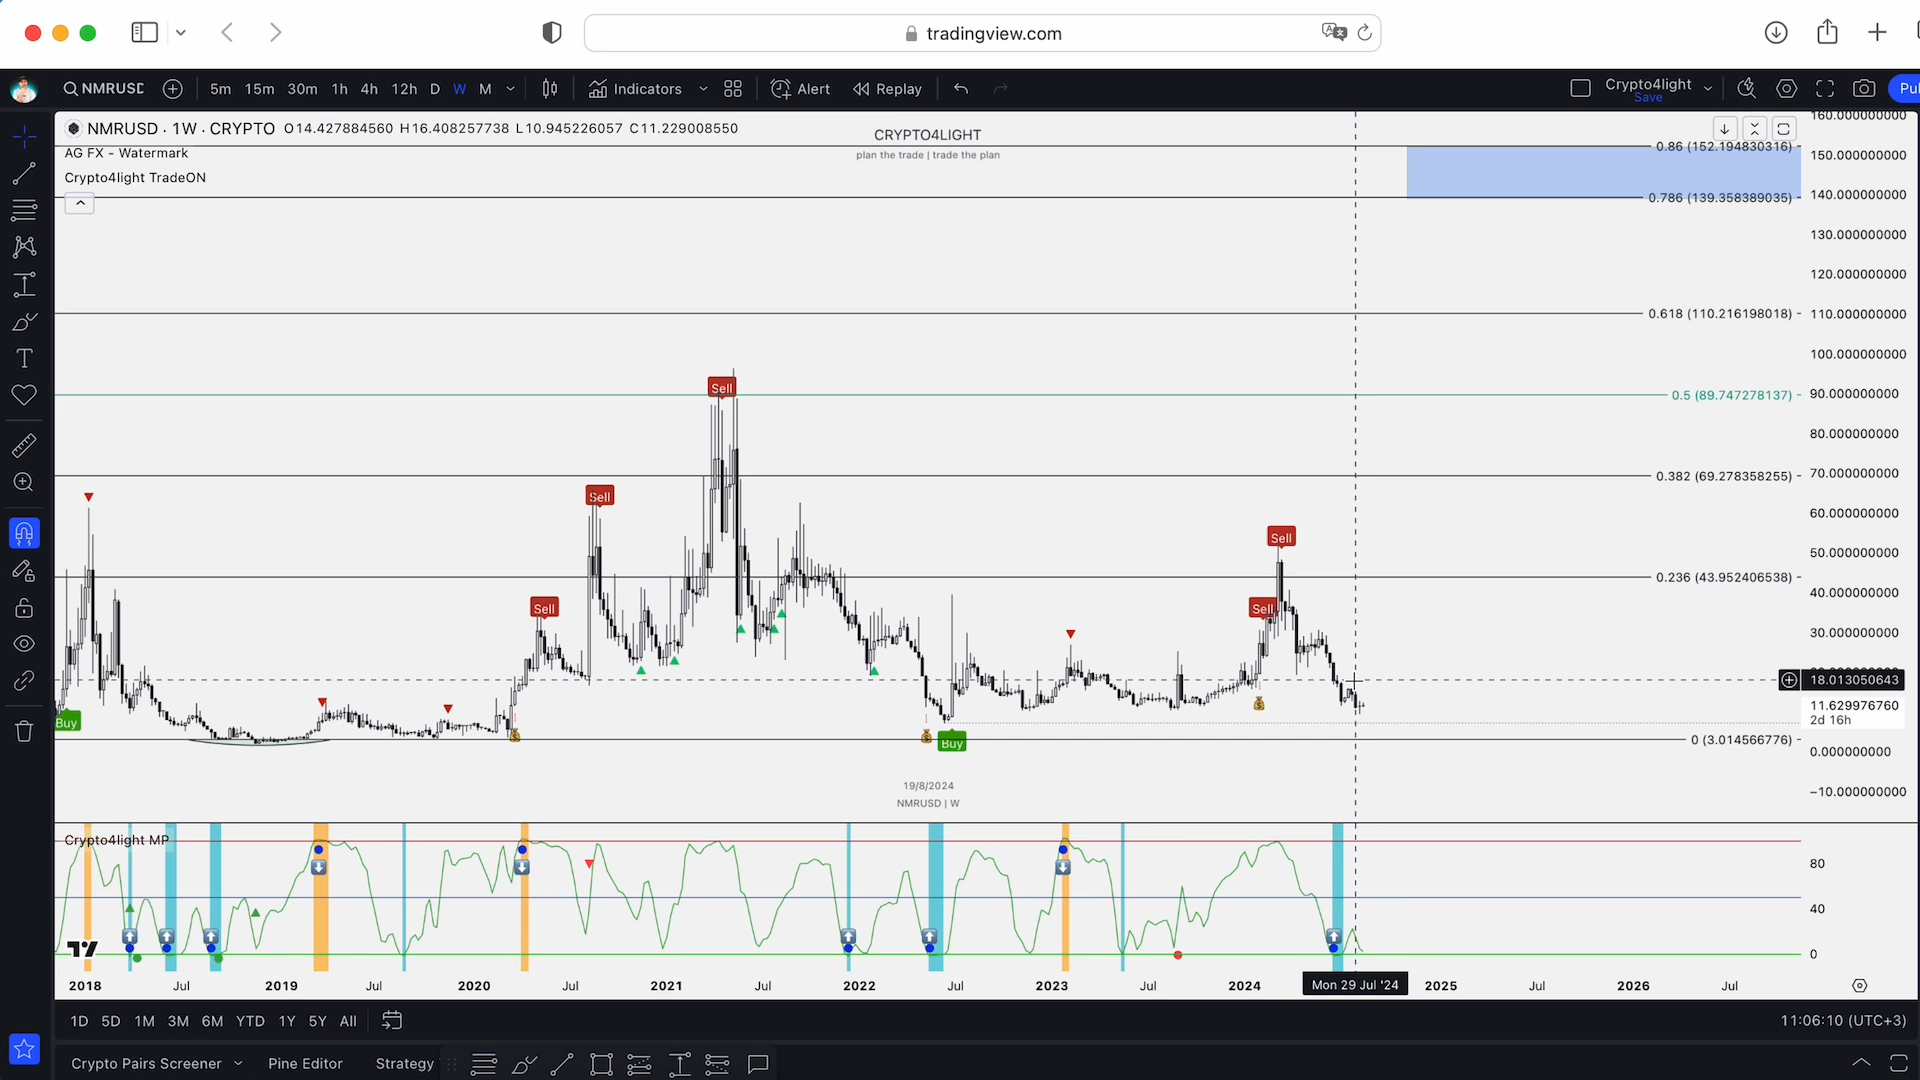 tradingview.com
NMRUSD
5m 15m 30m 1h 4h 12h D W M
Indicators
Alert
Replay
Crypto4light
Save
NMRUSD · 1W · CRYPTO O14.427884560 H16.408257738 L10.945226057 C11.229008550
AG FX - Watermark
Crypto4light TradeON
CRYPTO4LIGHT
plan the trade | trade the plan
0.86 (152.194830316)
0.786 (139.358389035)
0.618 (110.216198018)
0.5 (89.747278137)
0.382 (69.278358255)
0.236 (43.952406538)
0 (3.014566776)
160.000000000
150.000000000
140.000000000
130.000000000
120.000000000
110.000000000
100.000000000
90.000000000
80.000000000
70.000000000
60.000000000
50.000000000
40.000000000
30.000000000
18.013050643
11.629976760
2d 16h
0.000000000
−10.000000000
Sell
Sell
Sell
Sell
Sell
Buy
Buy
19/8/2024
NMRUSD | W
Crypto4light MP
80
40
0
2018 Jul 2019 Jul 2020 Jul 2021 Jul 2022 Jul 2023 Jul 2024 Mon 29 Jul '24 2025 Jul 2026 Jul
1D 5D 1M 3M 6M YTD 1Y 5Y All
11:06:10 (UTC+3)
Crypto Pairs Screener
Pine Editor
Strategy